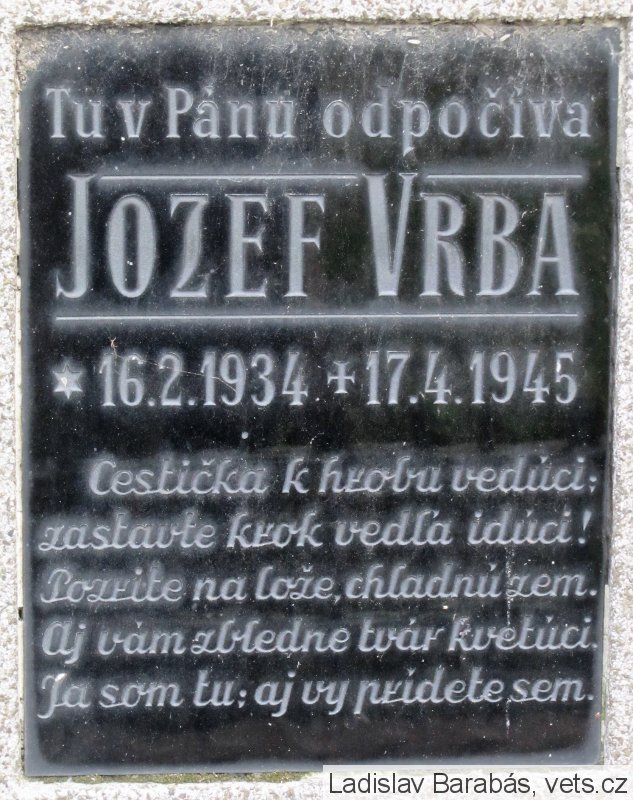 Tu v Pánu odpočíva
JOZEF VRBA
* 16.2.1934 + 17.4.1945
Cestička k hrobu vedúci;
zastavte krok vedľa idúci!
Pozrite na lože, chladnú zem.
Aj vám zbledne tvár kvetúci.
Ja som tu; aj vy prídete sem.
Ladislav Barabás, vets.cz